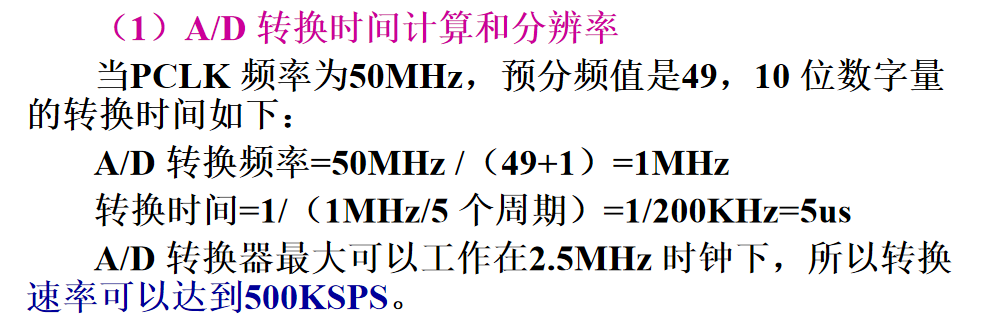 （1）A/D 转换时间计算和分辨率
当PCLK 频率为50MHz，预分频值是49，10 位数字量
的转换时间如下：
A/D 转换频率=50MHz /（49+1）=1MHz
转换时间=1/（1MHz/5 个周期）=1/200KHz=5us
A/D 转换器最大可以工作在2.5MHz 时钟下，所以转换
速率可以达到500KSPS。